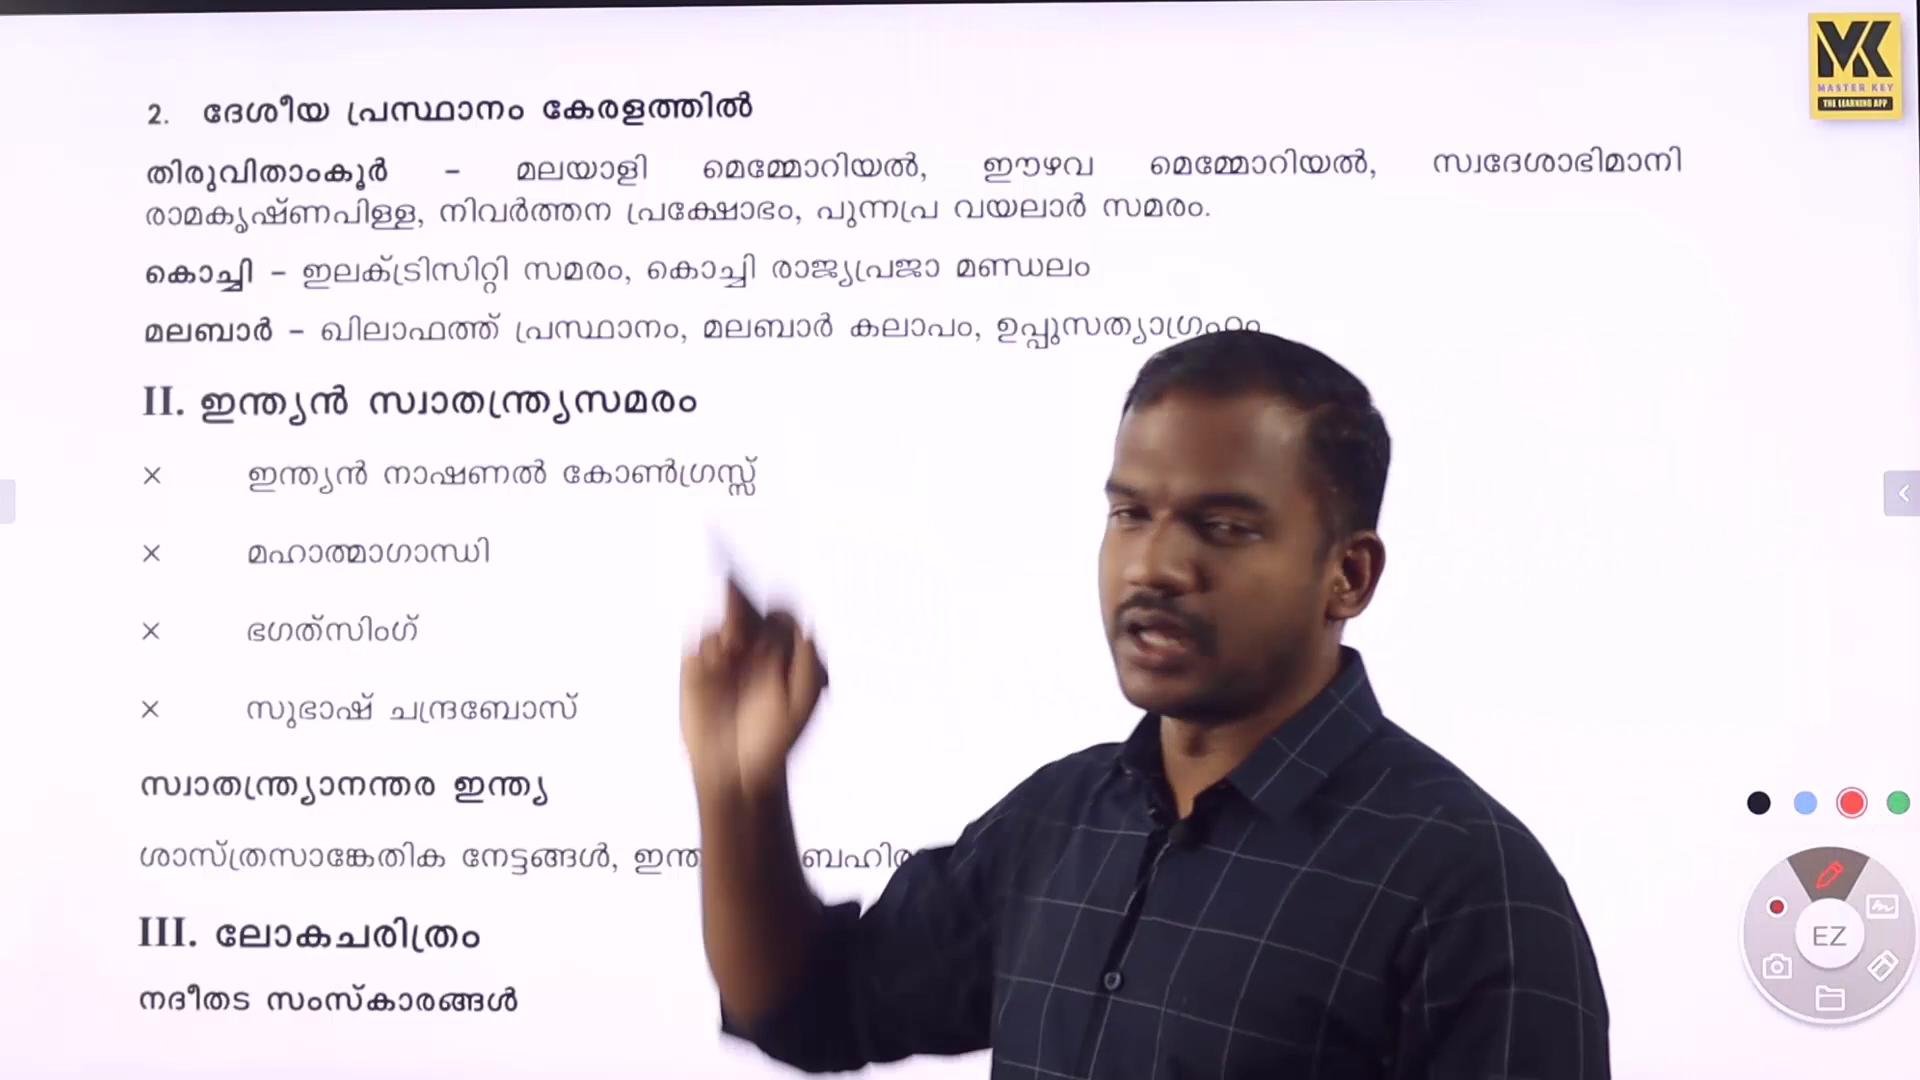 MASTER KEY
THE LEARNING APP
2. ദേശീയ പ്രസ്ഥാനം കേരളത്തിൽ
തിരുവിതാംകൂർ – മലയാളി മെമ്മോറിയൽ, ഈഴവ മെമ്മോറിയൽ, സ്വദേശാഭിമാനി
രാമകൃഷ്ണപിള്ള, നിവർത്തന പ്രക്ഷോഭം, പുന്നപ്ര വയലാർ സമരം.
കൊച്ചി – ഇലക്ട്രിസിറ്റി സമരം, കൊച്ചി രാജ്യപ്രജാ മണ്ഡലം
മലബാർ – ഖിലാഫത്ത് പ്രസ്ഥാനം, മലബാർ കലാപം, ഉപ്പുസത്യാഗ്രഹം
II. ഇന്ത്യൻ സ്വാതന്ത്ര്യസമരം
× ഇന്ത്യൻ നാഷണൽ കോൺഗ്രസ്സ്
× മഹാത്മാഗാന്ധി
× ഭഗത്സിംഗ്
× സുഭാഷ് ചന്ദ്രബോസ്
സ്വാതന്ത്ര്യാനന്തര ഇന്ത്യ
ശാസ്ത്രസാങ്കേതിക നേട്ടങ്ങൾ,
III. ലോകചരിത്രം
നദീതട സംസ്കാരങ്ങൾ
EZ